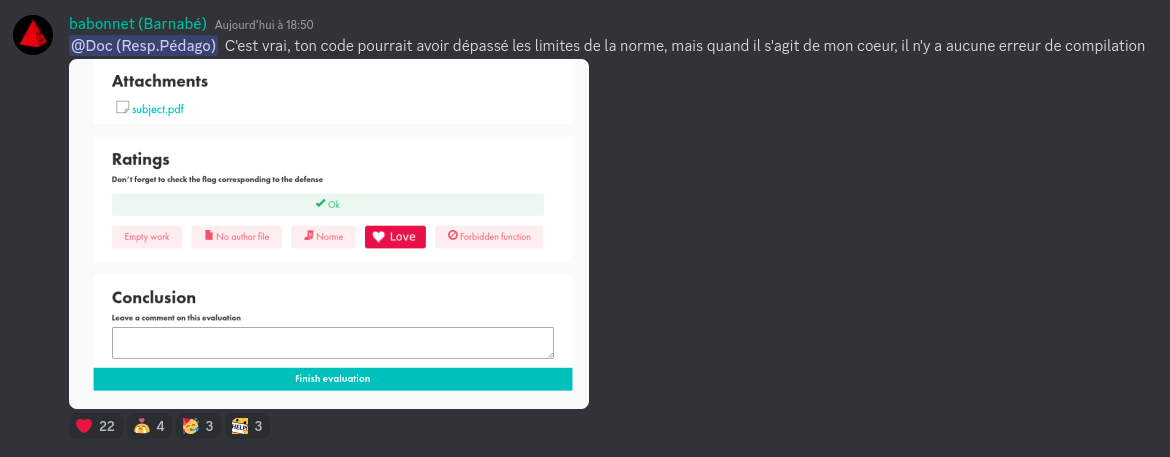 babonnet (Barnabé) Aujourd'hui à 18:50
@Doc (Resp.Pédago) C'est vrai, ton code pourrait avoir dépassé les limites de la norme, mais quand il s'agit de mon coeur, il n'y a aucune erreur de compilation
Attachments
subject.pdf
Ratings
Don't forget to check the flag corresponding to the defense
Ok
Empty work No author file Norme Love Forbidden function
Conclusion
Leave a comment on this evaluation
Finish evaluation
22 4 3 HELP! 3